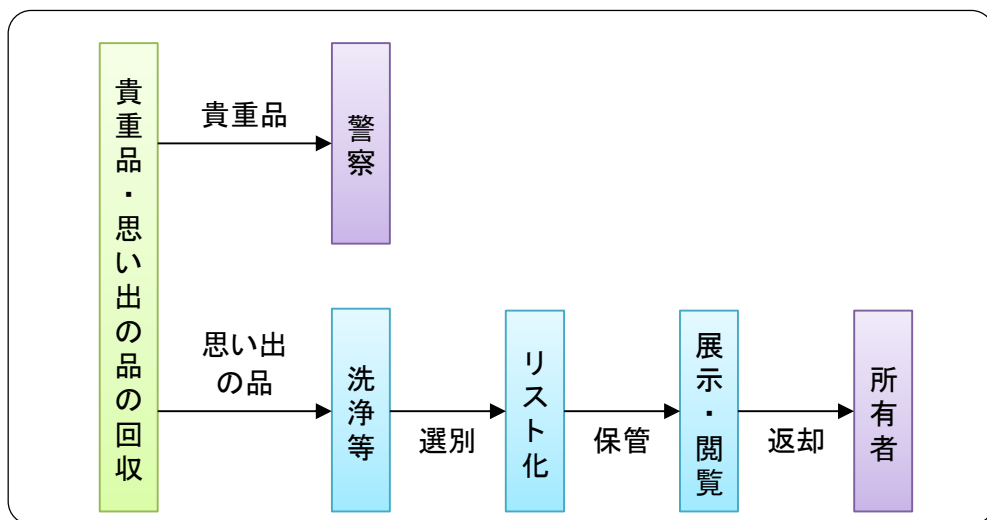 貴重品・思い出の品の回収
貴重品
警察
思い出
の品
洗浄等
選別
リスト化
保管
展示・閲覧
返却
所有者